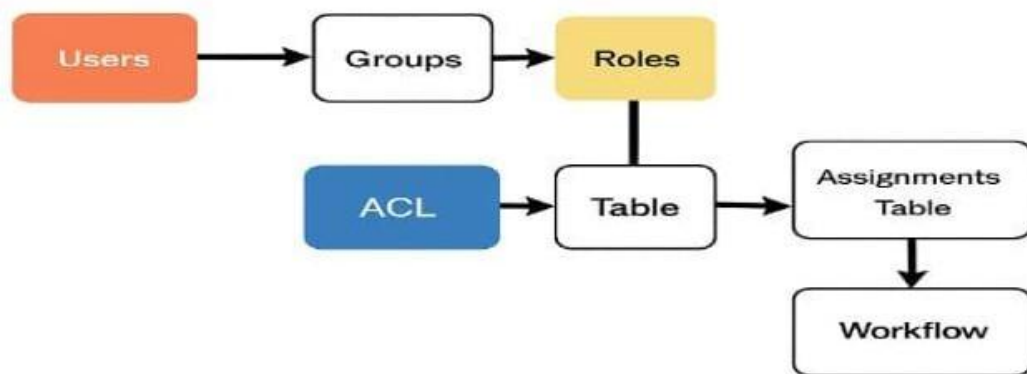 Users
Groups
Roles
ACL
Table
Assignments
Table
Workflow